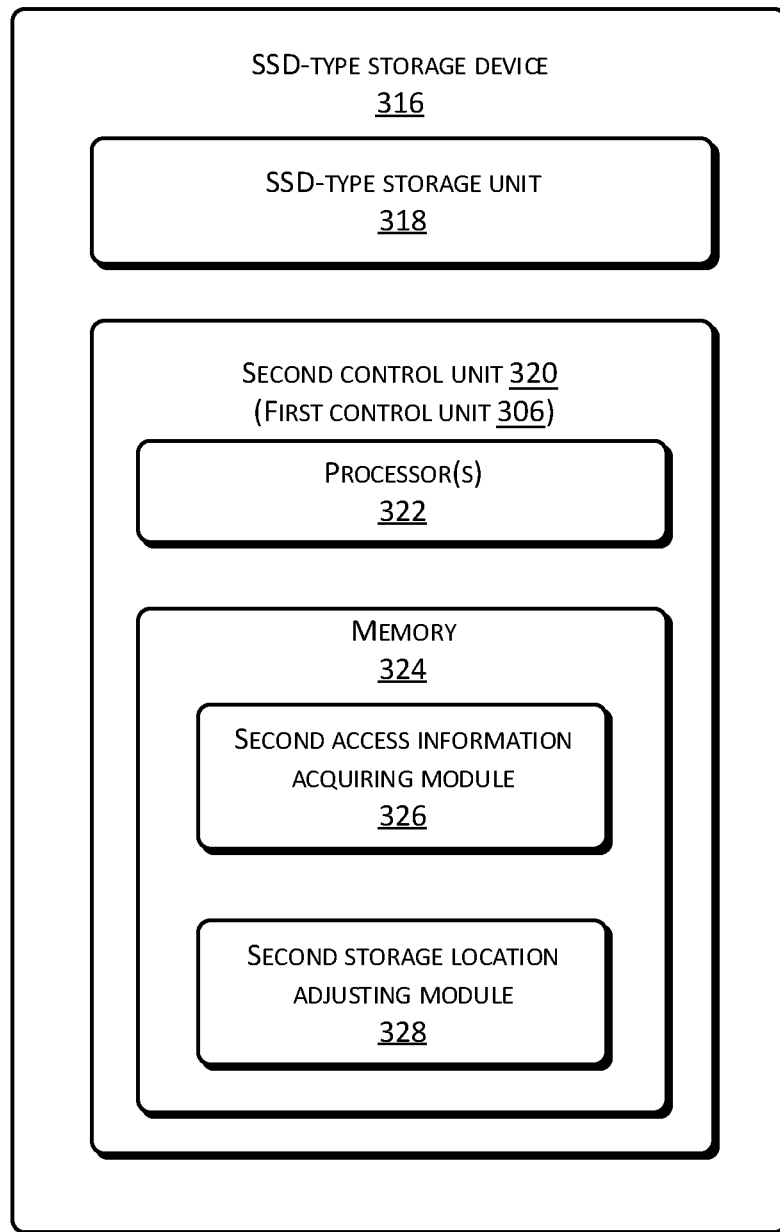 SSD-TYPE STORAGE DEVICE
316
SSD-TYPE STORAGE UNIT
318
SECOND CONTROL UNIT 320
(FIRST CONTROL UNIT 306)
PROCESSOR(S)
322
MEMORY
324
SECOND ACCESS INFORMATION
ACQUIRING MODULE
326
SECOND STORAGE LOCATION
ADJUSTING MODULE
328